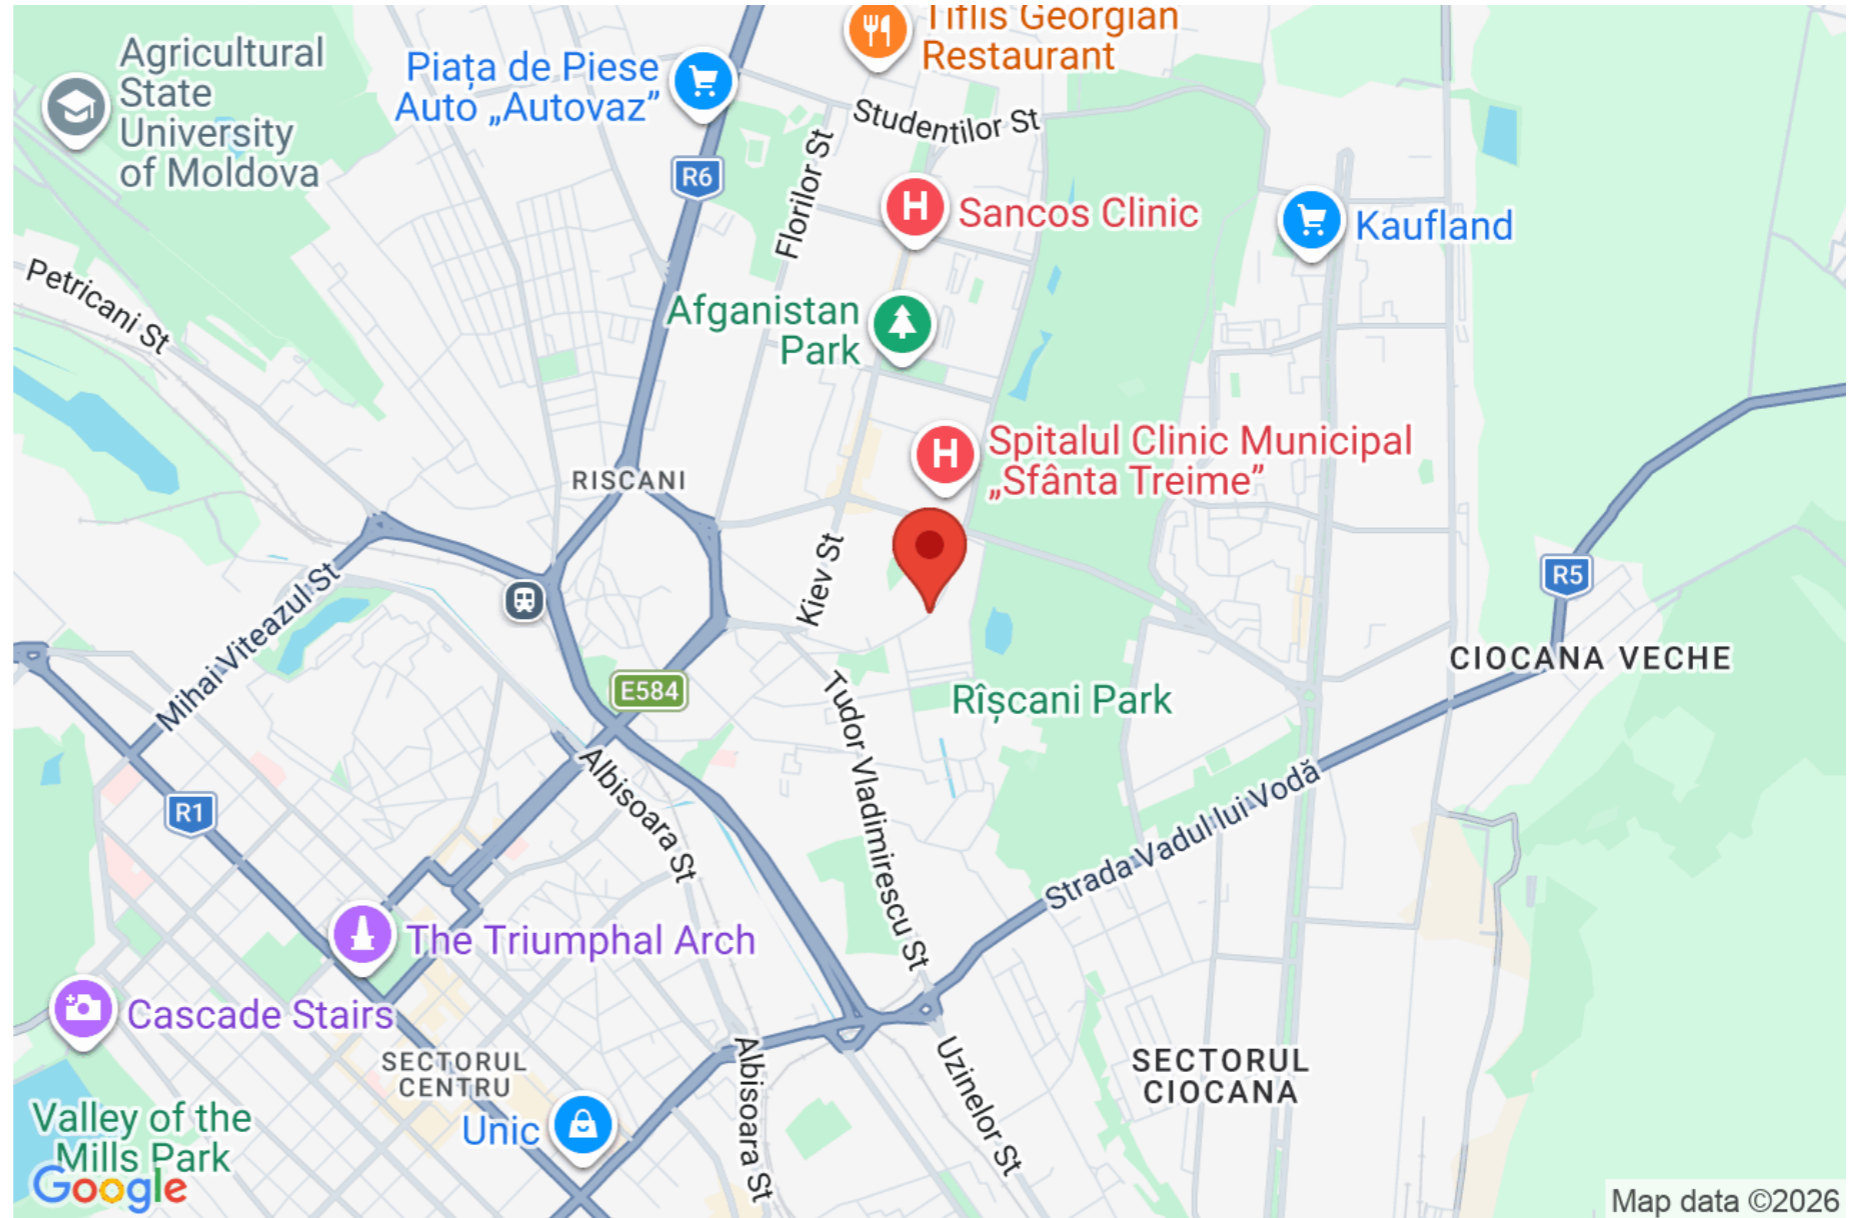 Tiflis Georgian
Restaurant
Agricultural
State
University
of Moldova
Piața de Piese
Auto „Autovaz”
Studentilor St
Florilor St
R6
H
Sancos Clinic
Kaufland
Petricani St
Afganistan
Park
H
Spitalul Clinic Municipal
„Sfânta Treime”
RISCANI
Kiev St
R5
Mihai Viteazul St
CIOCANA VECHE
E584
Rîșcani Park
Tudor Vladimirescu St
Albisoara St
Strada Vadul lui Vodă
R1
The Triumphal Arch
Cascade Stairs
SECTORUL
CENTRU
Albisoara St
Uzinelor St
SECTORUL
CIOCANA
Unic
Valley of the
Mills Park
Google
Map data ©2026